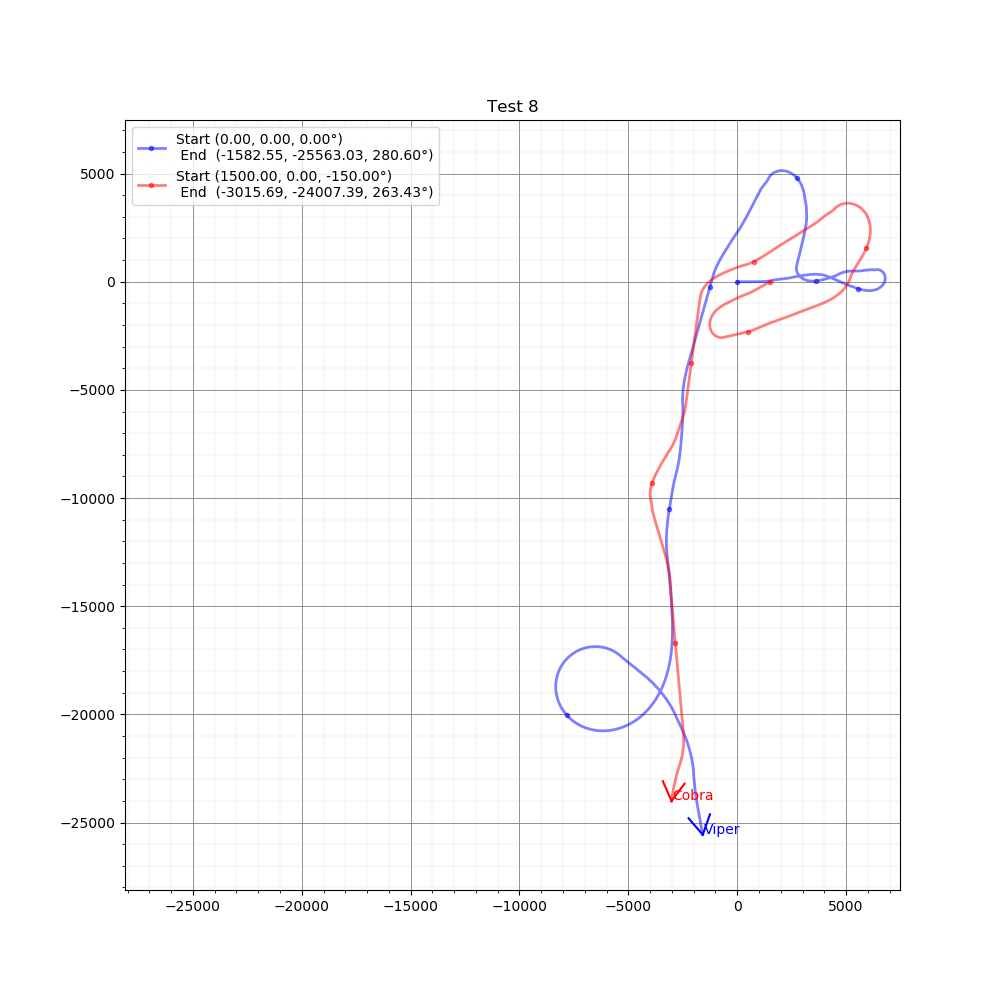 Test 8
Start (0.00, 0.00, 0.00°)
End  (-1582.55, -25563.03, 280.60°)
Start (1500.00, 0.00, -150.00°)
End  (-3015.69, -24007.39, 263.43°)
5000
0
−5000
−10000
−15000
−20000
−25000
Cobra
Viper
−25000 −20000 −15000 −10000 −5000 0 5000